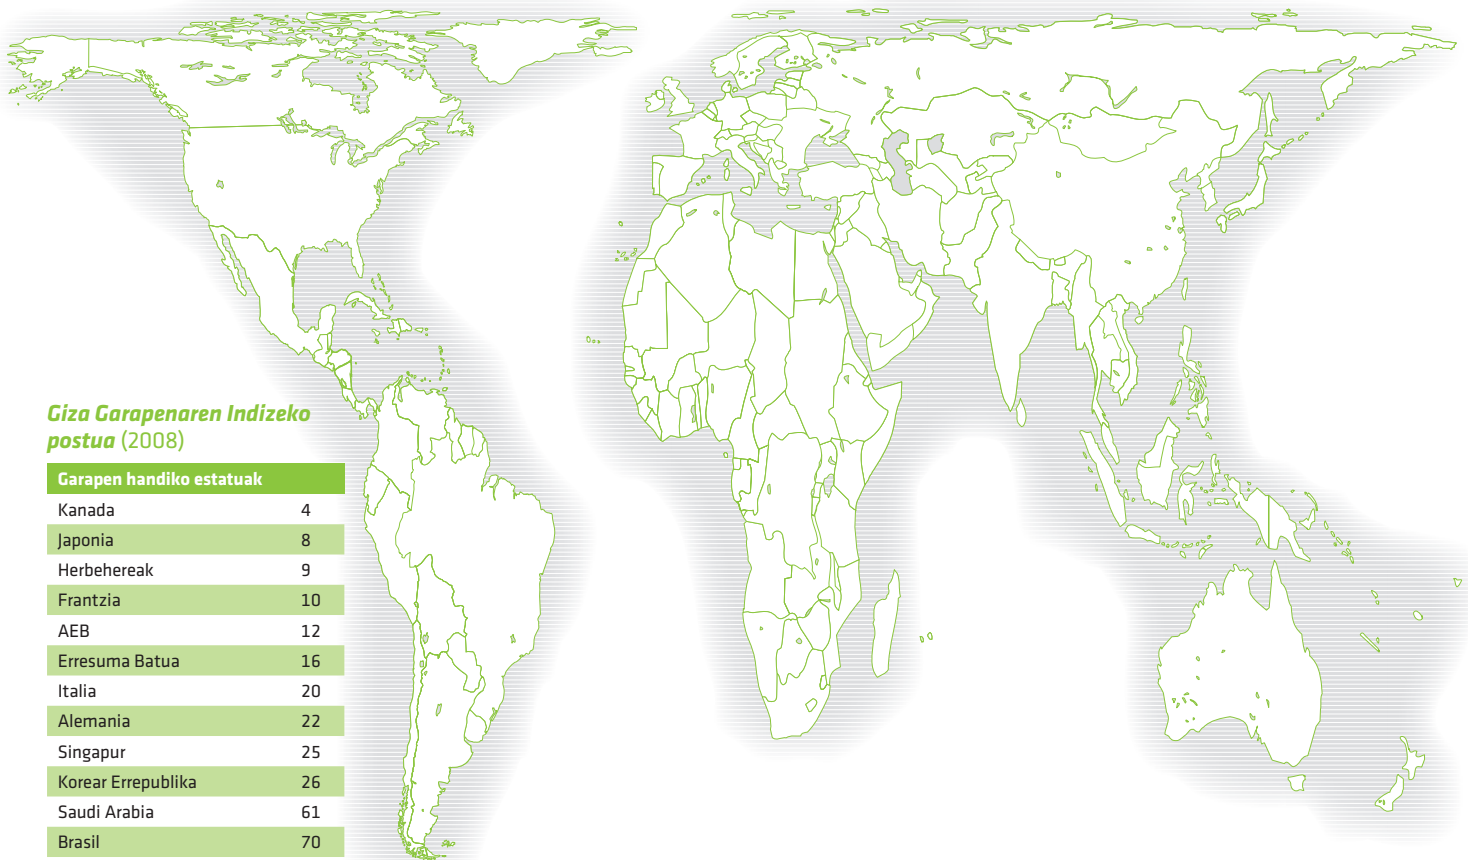 Giza Garapenaren Indizeko
postua (2008)
Garapen handiko estatuak
Kanada 4
Japonia 8
Herbehereak 9
Frantzia 10
AEB 12
Erresuma Batua 16
Italia 20
Alemania 22
Singapur 25
Korear Errepublika 26
Saudi Arabia 61
Brasil 70